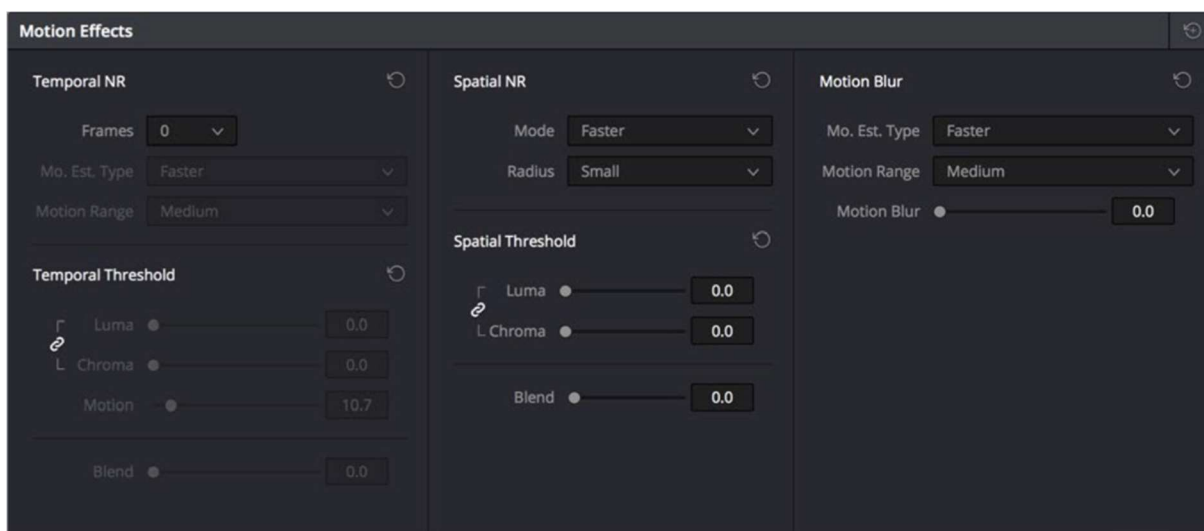 Motion Effects
Temporal NR
Frames 0
Mo. Est. Type Faster
Motion Range Medium
Temporal Threshold
Luma 0.0
Chroma 0.0
Motion 10.7
Blend 0.0
Spatial NR
Mode Faster
Radius Small
Spatial Threshold
Luma 0.0
Chroma 0.0
Blend 0.0
Motion Blur
Mo. Est. Type Faster
Motion Range Medium
Motion Blur 0.0